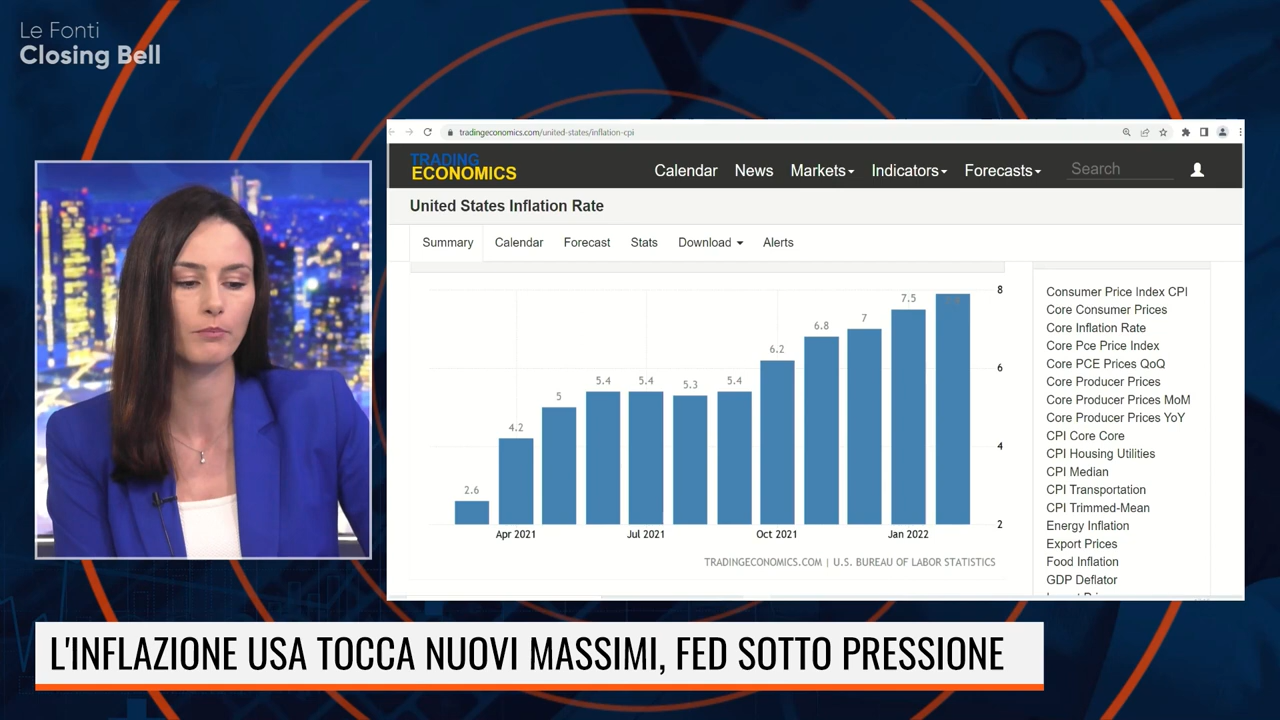 Le Fonti
Closing Bell
tradingeconomics.com/united-states/inflation-cpi
TRADING
ECONOMICS
Calendar News Markets Indicators Forecasts Search
United States Inflation Rate
Summary Calendar Forecast Stats Download Alerts
8
6
4
2
2.6
4.2
5
5.4
5.4
5.3
5.4
6.2
6.8
7
7.5
Apr 2021 Jul 2021 Oct 2021 Jan 2022
TRADINGECONOMICS.COM | U.S. BUREAU OF LABOR STATISTICS
Consumer Price Index CPI
Core Consumer Prices
Core Inflation Rate
Core Pce Price Index
Core PCE Prices QoQ
Core Producer Prices
Core Producer Prices MoM
Core Producer Prices YoY
CPI Core Core
CPI Housing Utilities
CPI Median
CPI Transportation
CPI Trimmed-Mean
Energy Inflation
Export Prices
Food Inflation
GDP Deflator
L'INFLAZIONE USA TOCCA NUOVI MASSIMI, FED SOTTO PRESSIONE